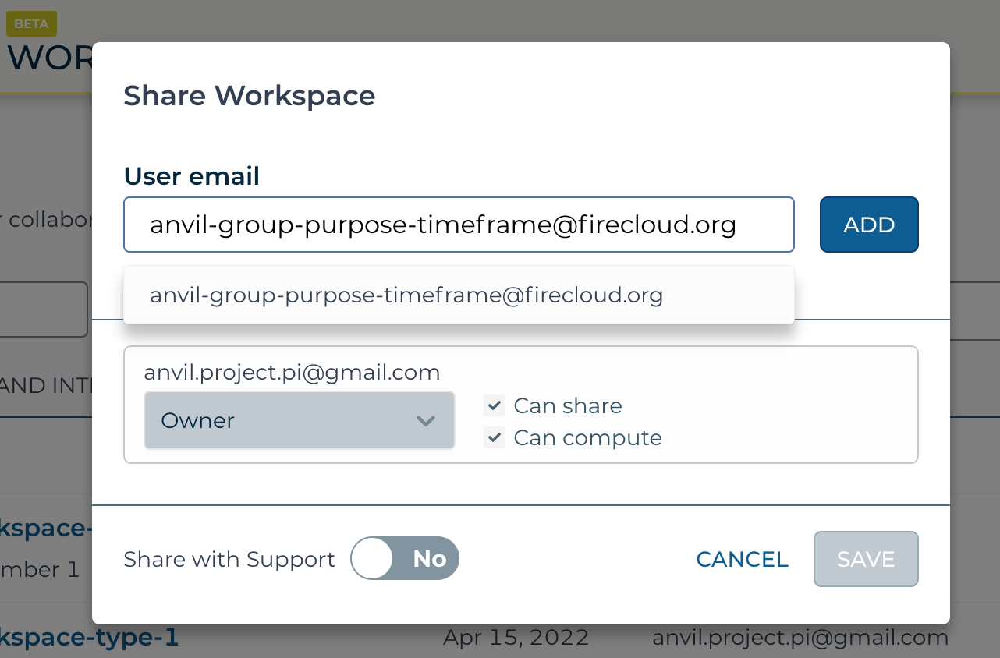 BETA
WOR
Share Workspace
User email
anvil-group-purpose-timeframe@firecloud.org
ADD
r collabor
anvil-group-purpose-timeframe@firecloud.org
anvil.project.pi@gmail.com
AND INTE
Owner
Can share
Can compute
kspace-
mber 1
Share with Support
No
CANCEL
SAVE
kspace-type-1
Apr 15, 2022
anvil.project.pi@gmail.com